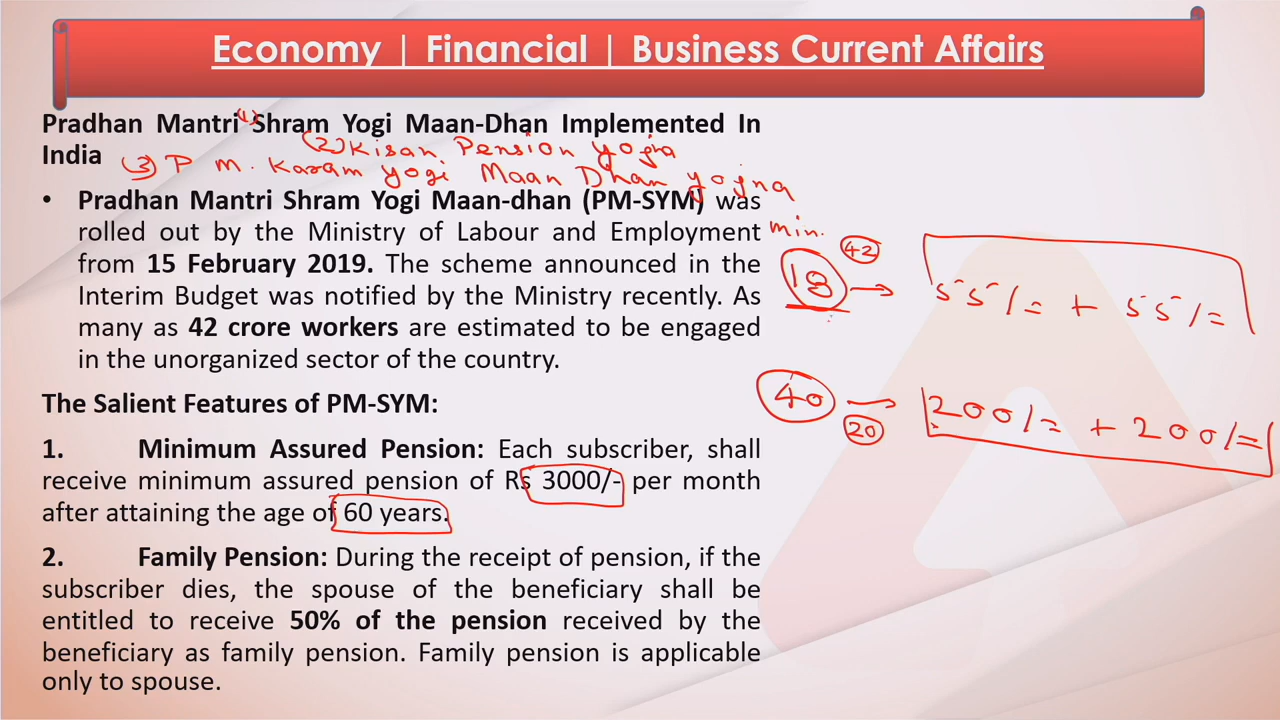 Economy | Financial | Business Current Affairs
Pradhan Mantri (1) Shram Yogi Maan-Dhan Implemented In
India
(2) Kisan Pension yojna
(3) P M. Karam yogi Maan Dhan yojna
• Pradhan Mantri Shram Yogi Maan-dhan (PM-SYM) was
rolled out by the Ministry of Labour and Employment
from 15 February 2019. The scheme announced in the
Interim Budget was notified by the Ministry recently. As
many as 42 crore workers are estimated to be engaged
in the unorganized sector of the country.
The Salient Features of PM-SYM:
1. Minimum Assured Pension: Each subscriber, shall
receive minimum assured pension of Rs 3000/- per month
after attaining the age of 60 years.
2. Family Pension: During the receipt of pension, if the
subscriber dies, the spouse of the beneficiary shall be
entitled to receive 50% of the pension received by the
beneficiary as family pension. Family pension is applicable
only to spouse.
min.
42
18 → 55/= + 55/=
40 → 200/= + 200/=
20